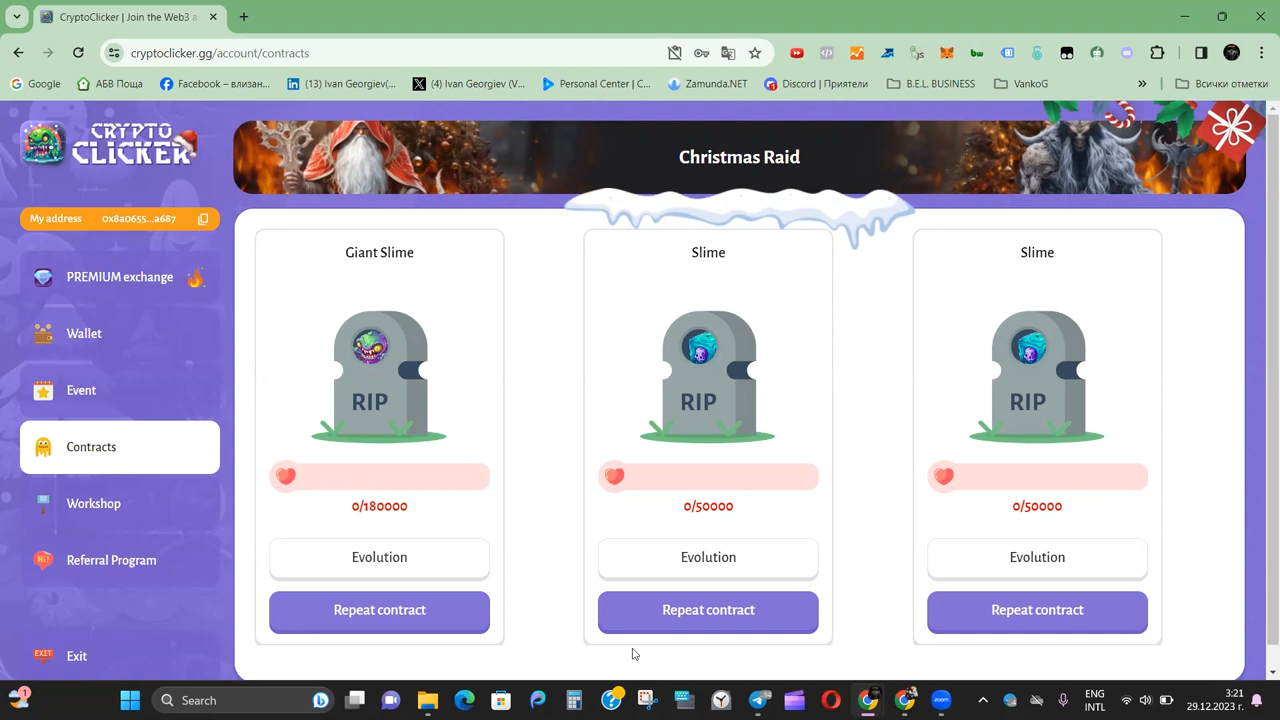 CryptoClicker | Join the Web3 a
cryptoclicker.gg/account/contracts
Google
АБВ Поща
Facebook – влизан...
(13) Ivan Georgiev(...
(4) Ivan Georgiev (V...
Personal Center | C...
Zamunda.NET
Discord | Приятели
B.E.L. BUSINESS
VankoG
Всички отметки
CRYPTO
CLICKER
Christmas Raid
My address 0x8a0655...a687
PREMIUM exchange
Wallet
Event
Contracts
Workshop
Referral Program
Exit
EXIT
Giant Slime
RIP
0/180000
Evolution
Repeat contract
Slime
RIP
0/50000
Evolution
Repeat contract
Slime
RIP
0/50000
Evolution
Repeat contract
1
Search
zoom
ENG
INTL
3:21
29.12.2023 г.